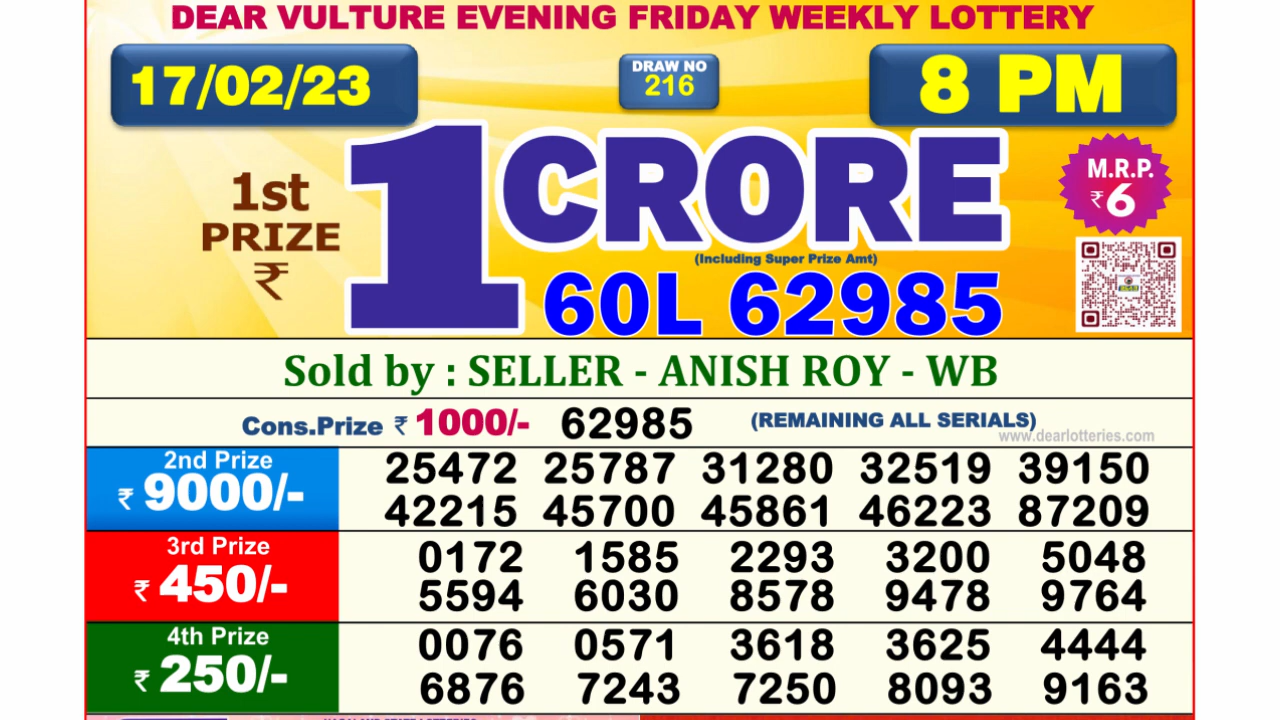 DEAR VULTURE EVENING FRIDAY WEEKLY LOTTERY
17/02/23
DRAW NO
216
8 PM
1st
PRIZE
₹
1 CRORE
(Including Super Prize Amt)
60L 62985
M.R.P.
₹ 6
Sold by : SELLER - ANISH ROY - WB
Cons.Prize ₹ 1000/- 62985 (REMAINING ALL SERIALS)
www.dearlotteries.com
2nd Prize
₹ 9000/-
25472 25787 31280 32519 39150
42215 45700 45861 46223 87209
3rd Prize
₹ 450/-
0172 1585 2293 3200 5048
5594 6030 8578 9478 9764
4th Prize
₹ 250/-
0076 0571 3618 3625 4444
6876 7243 7250 8093 9163